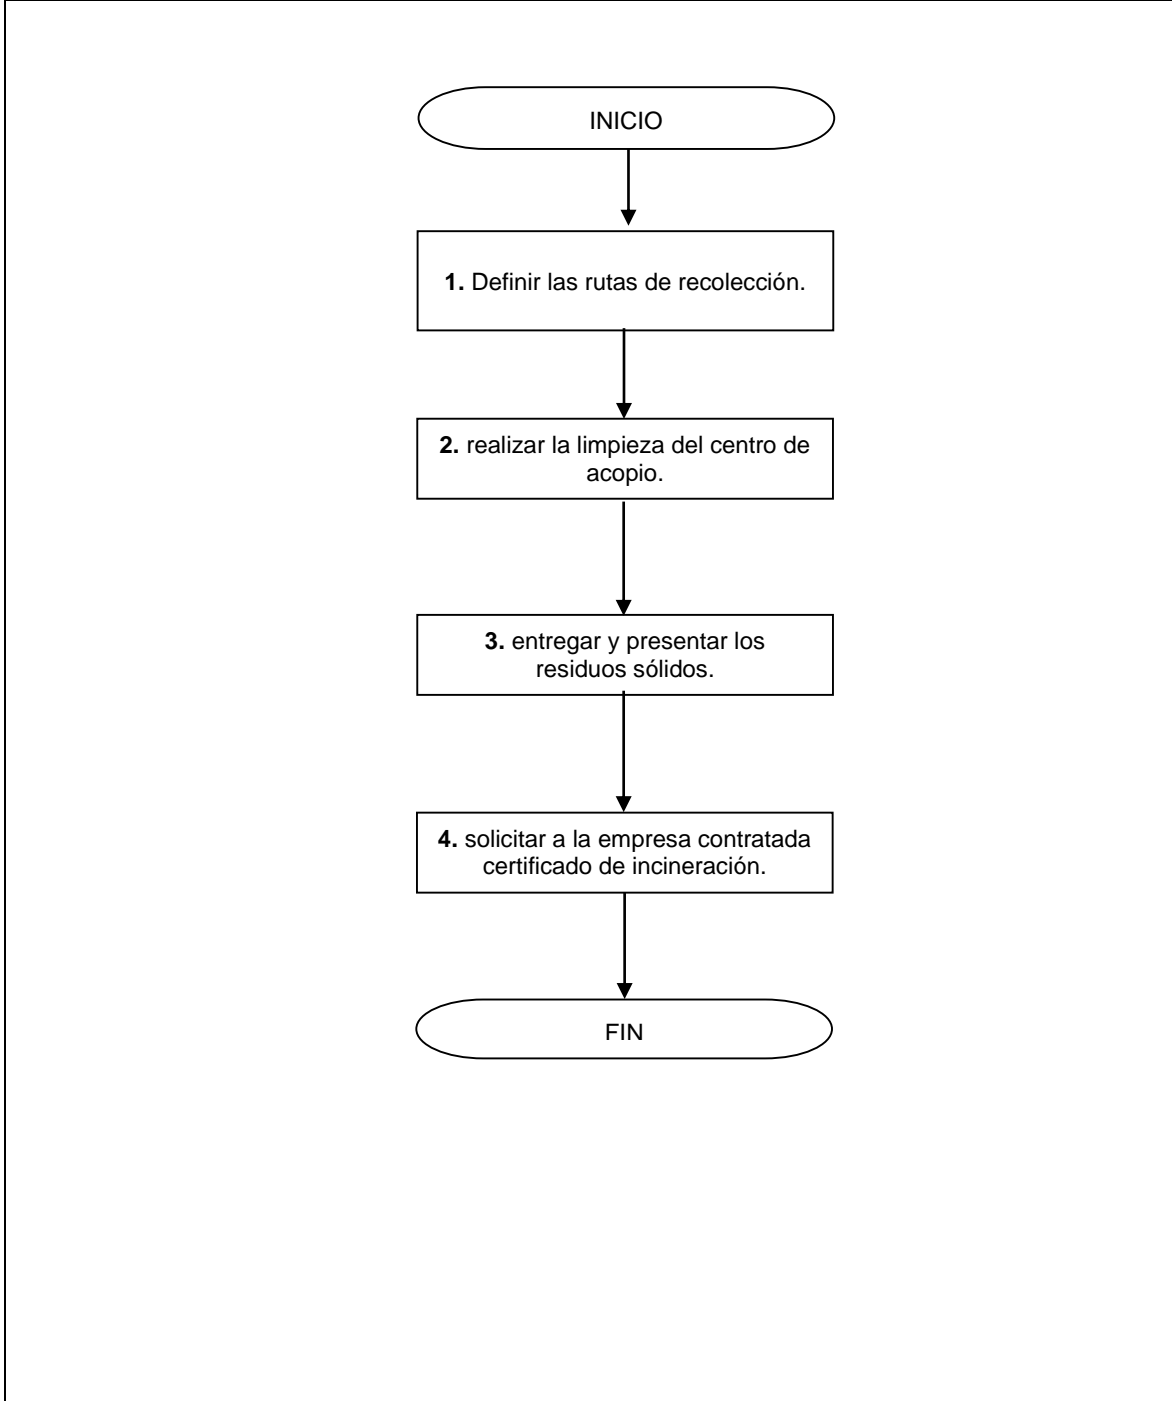 INICIO
1. Definir las rutas de recolección.
2. realizar la limpieza del centro de
acopio.
3. entregar y presentar los
residuos sólidos.
4. solicitar a la empresa contratada
certificado de incineración.
FIN